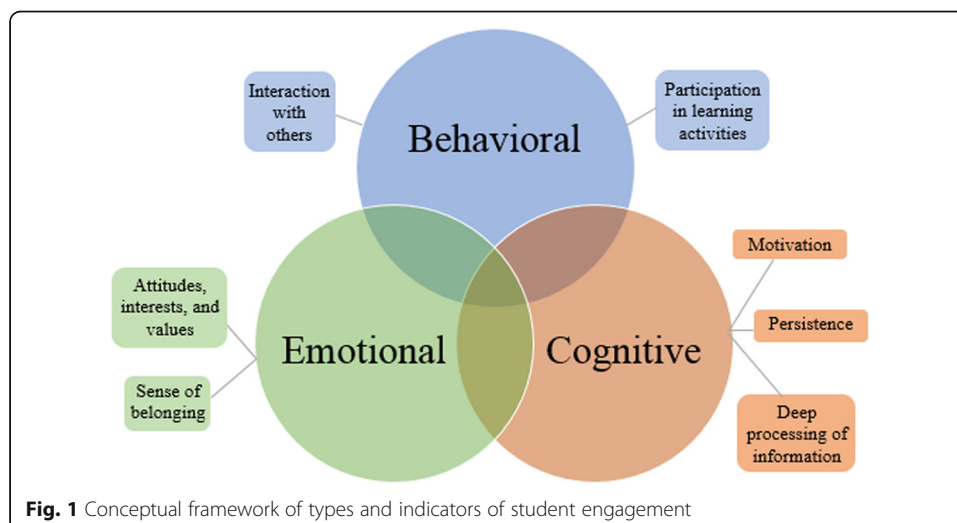 Interaction
with
others
Participation
in learning
activities
Behavioral
Motivation
Attitudes,
interests, and
values
Persistence
Emotional
Cognitive
Sense of
belonging
Deep
processing of
information
Fig. 1 Conceptual framework of types and indicators of student engagement